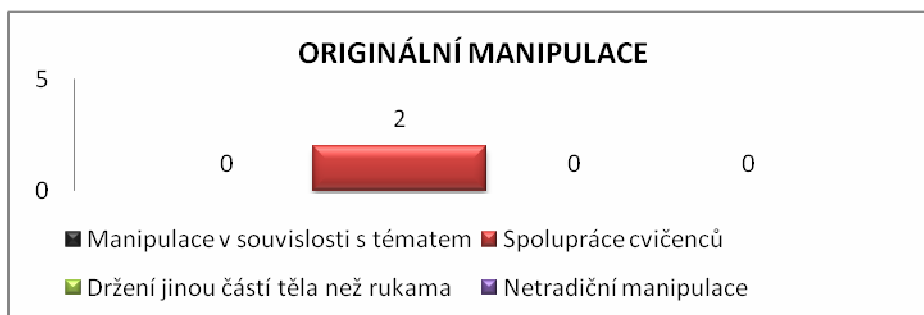 ORIGINÁLNÍ MANIPULACE
5
2
0 0 0
0
Manipulace v souvislosti s tématem Spolupráce cvičenců
Držení jinou částí těla než rukama Netradiční manipulace